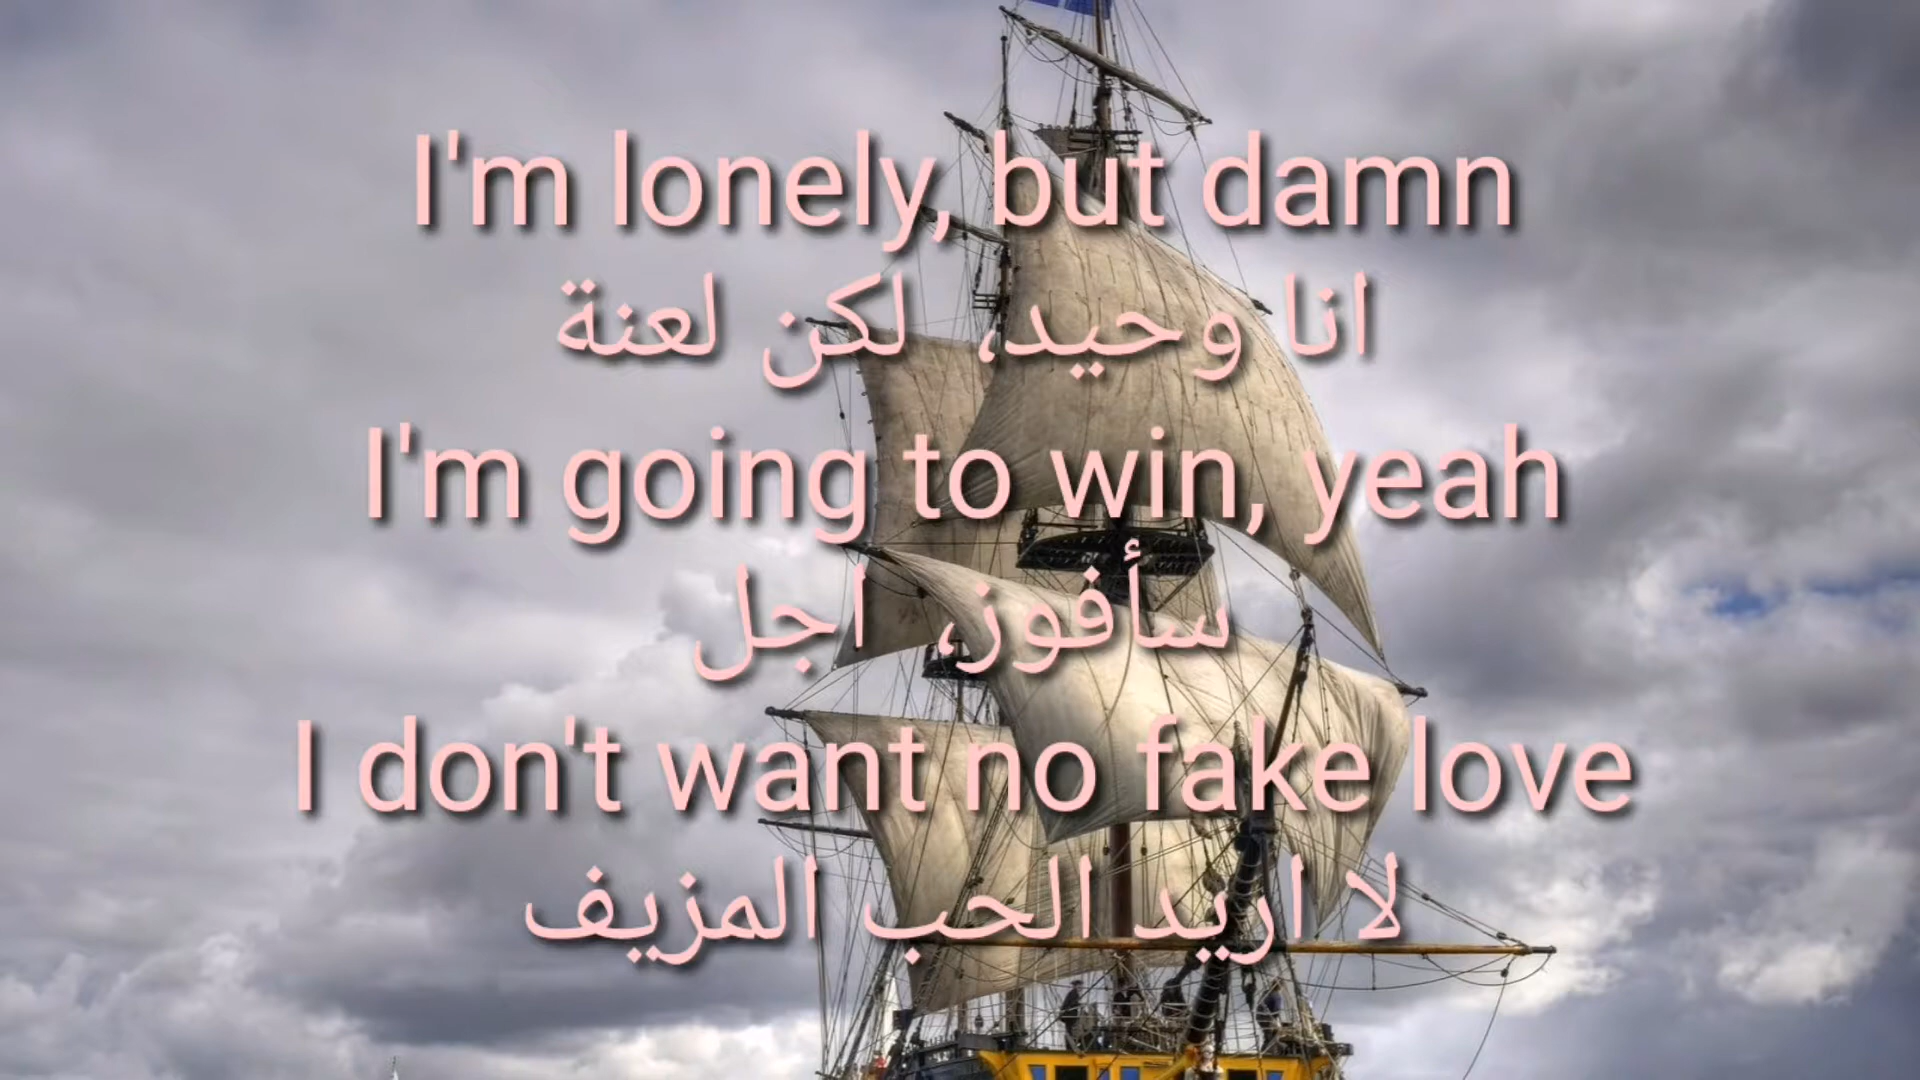 I'm lonely, but damn
انا وحيد، لكن لعنة
I'm going to win, yeah
سأفوز، اجل
I don't want no fake love
لا اريد الحب المزيف